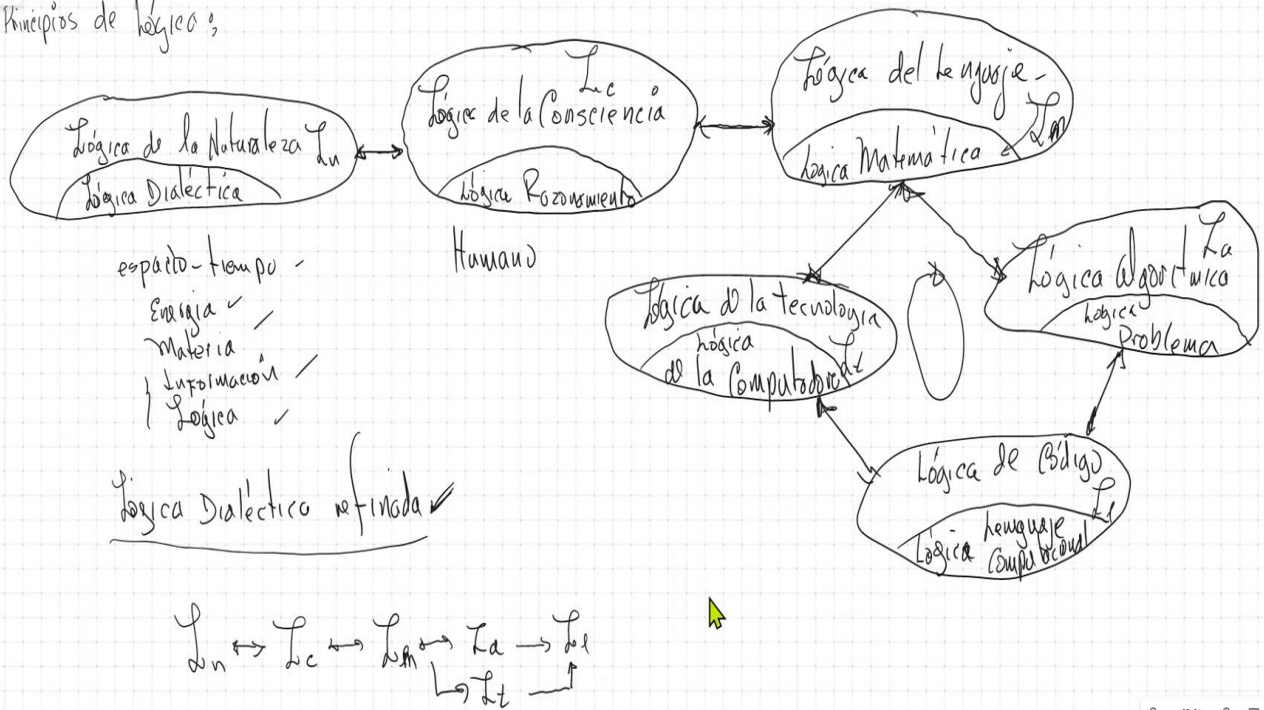 Principios de Lógica:
Lógica de la Naturaleza Ln
Lógica Dialéctica
Lc
Lógica de la Consciencia
Lógica Razonamiento
Humano
Lógica del Lenguaje
Lm
Lógica Matemática
espacio-tiempo
Energía
Materia
Información
Lógica
Lógica Dialéctica refinada
Lógica d la tecnología
Lt
Lógica
d la Computadora
La
Lógica algorítmica
Lógica
Problema
Lógica de Código
Ll
Lógica Lenguaje
Computacional
Ln ↔ Lc ↔ Lm ↔ La → Ll
Lt